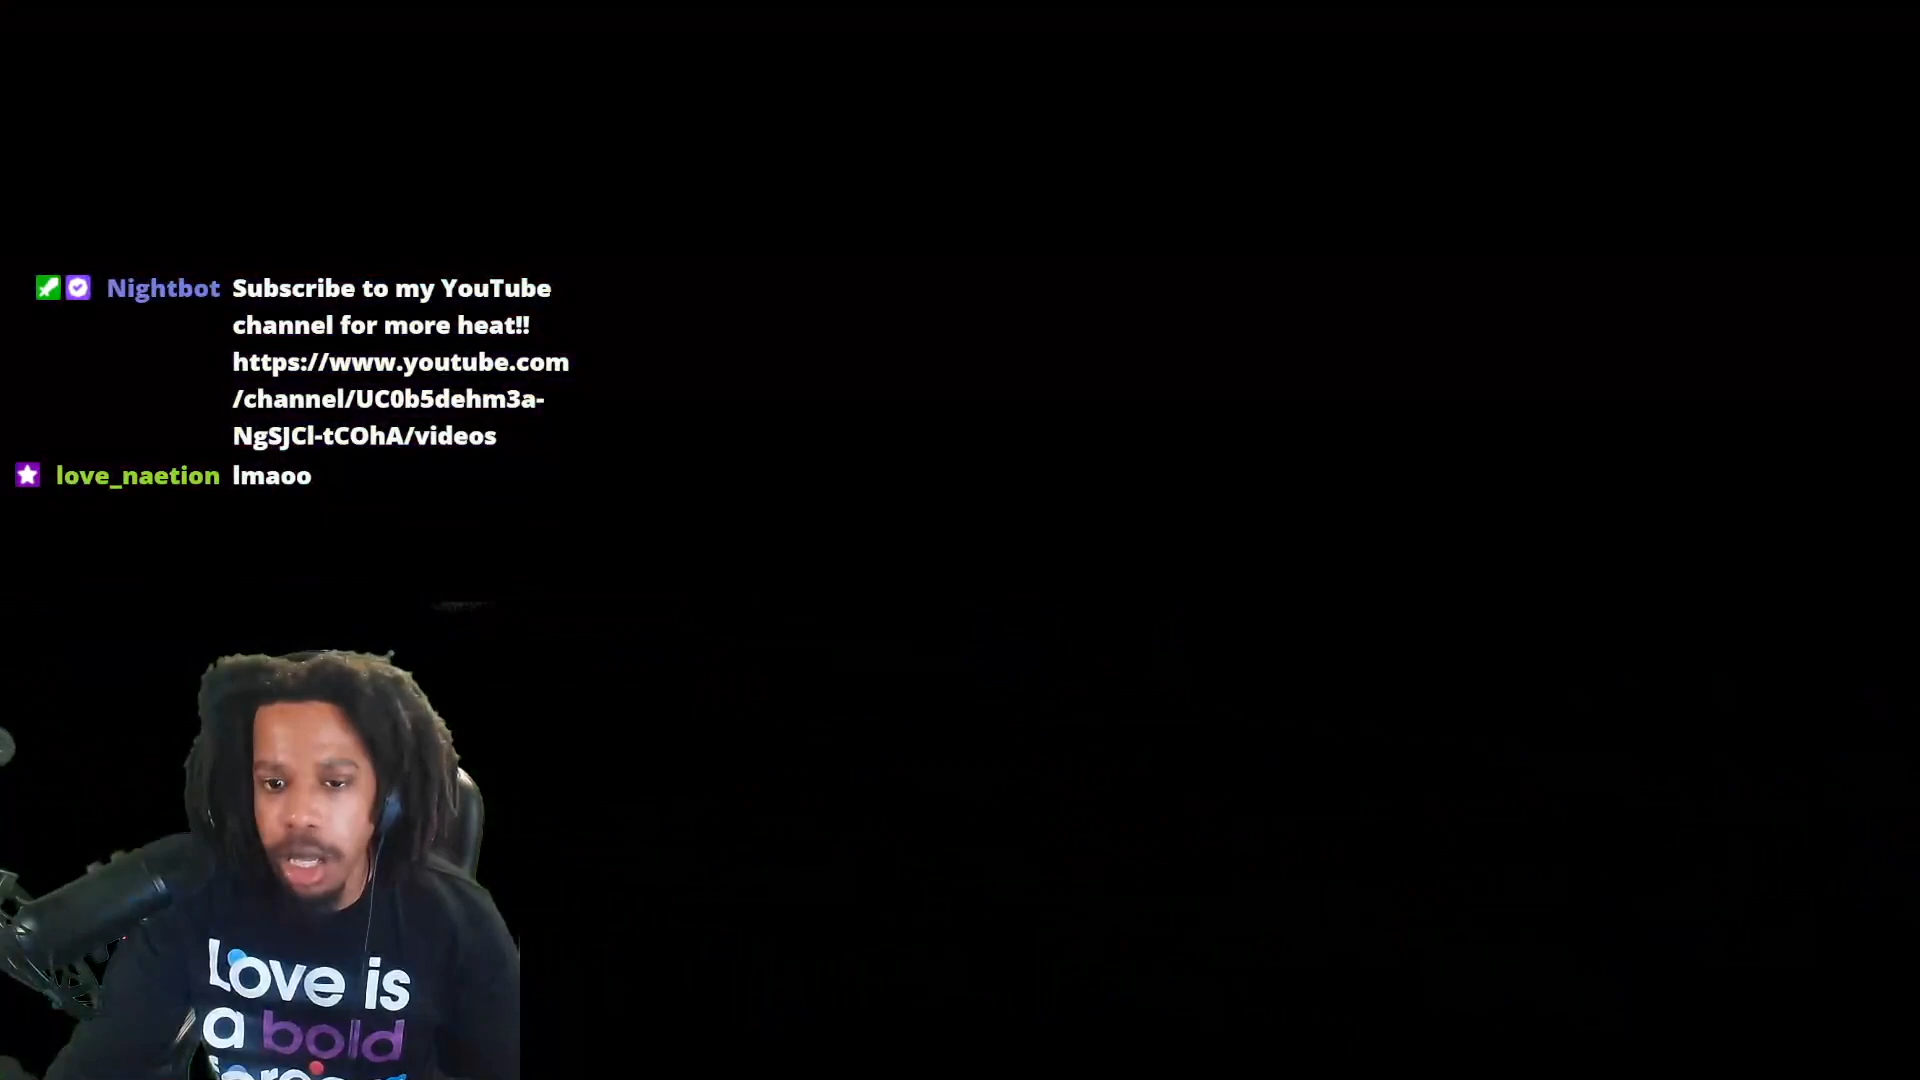 Nightbot Subscribe to my YouTube
channel for more heat!!
https://www.youtube.com
/channel/UC0b5dehm3a-
NgSJCl-tCOhA/videos
love_naetion lmaoo
Love is
a bold